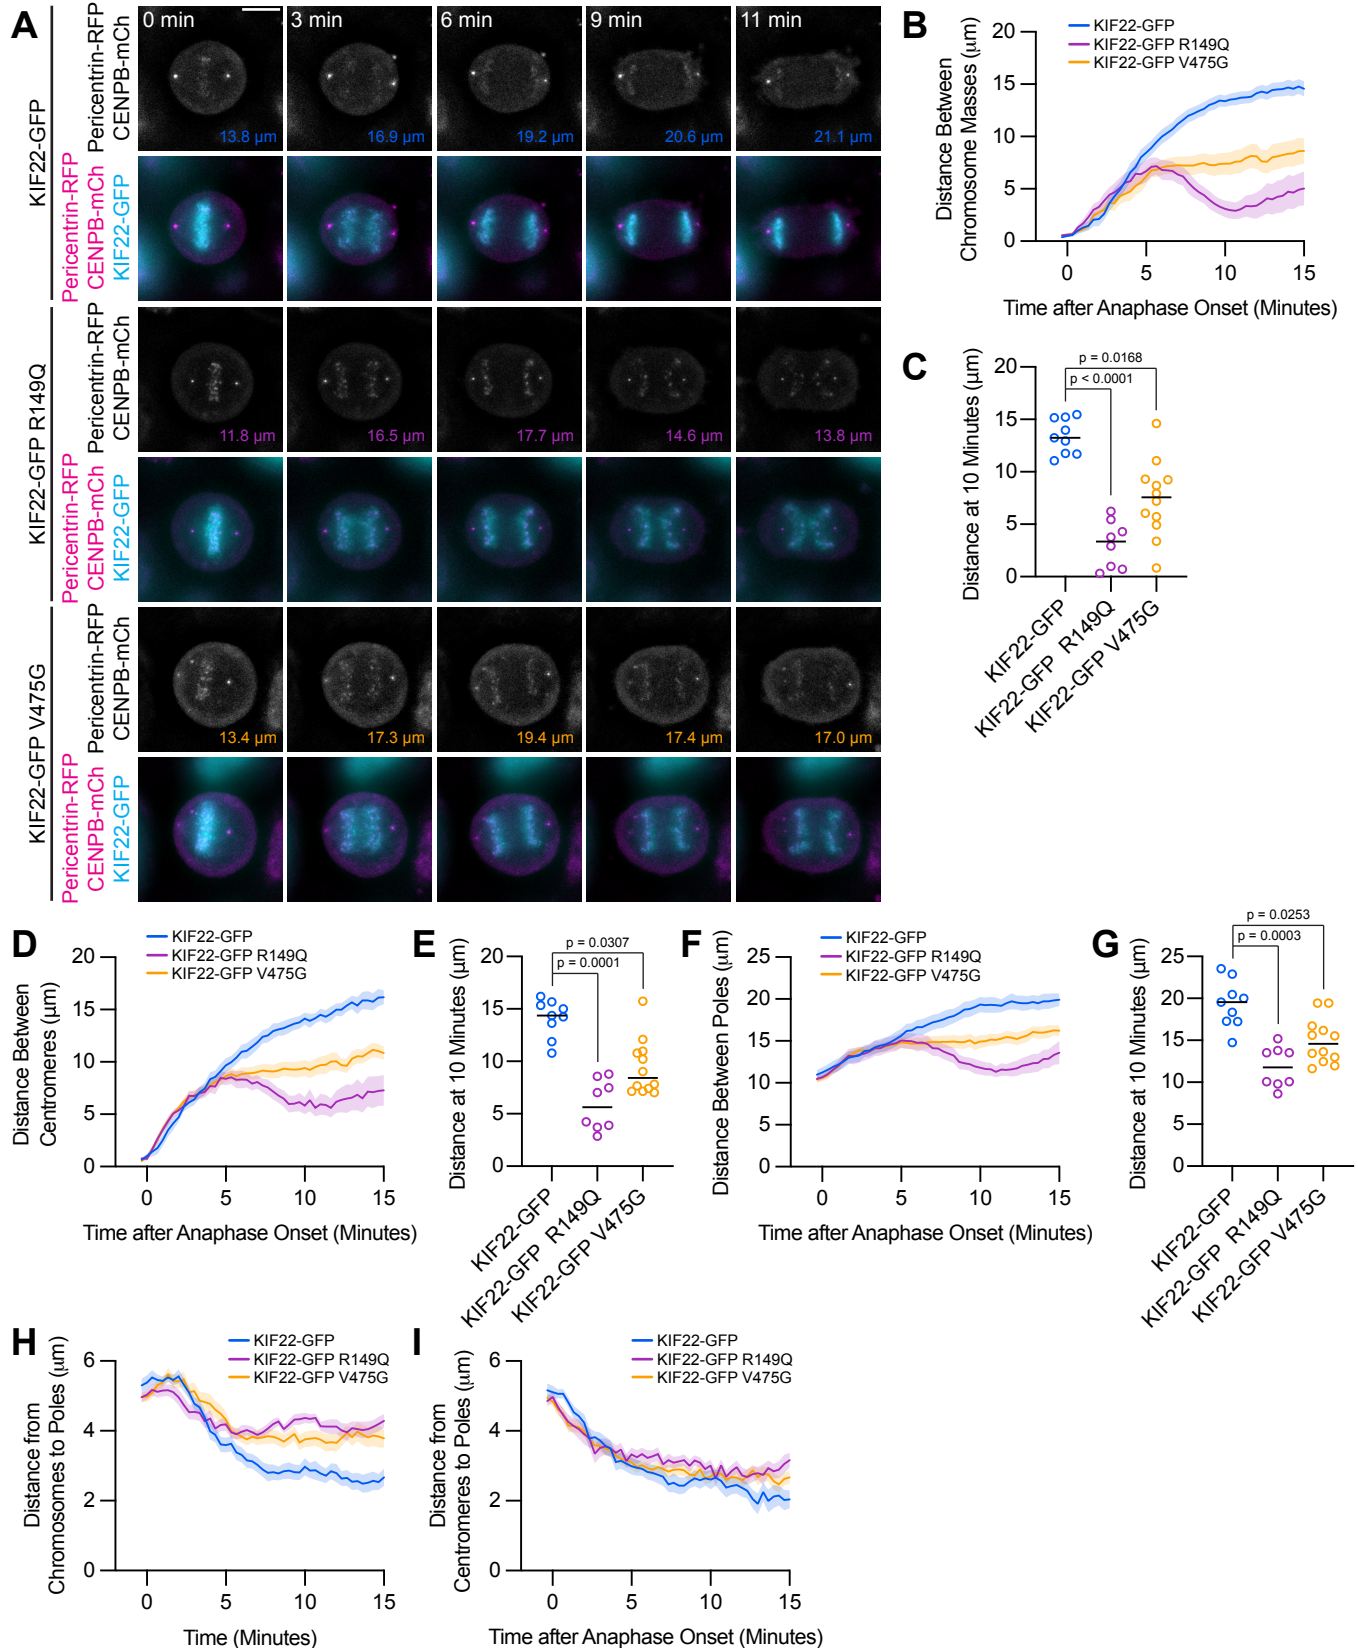 A
0 min
3 min
6 min
9 min
11 min
KIF22-GFP
Pericentrin-RFP
CENPB-mCh
13.8 µm
16.9 µm
19.2 µm
20.6 µm
21.1 µm
Pericentrin-RFP
CENPB-mCh
KIF22-GFP
KIF22-GFP R149Q
Pericentrin-RFP
CENPB-mCh
11.8 µm
16.5 µm
17.7 µm
14.6 µm
13.8 µm
Pericentrin-RFP
CENPB-mCh
KIF22-GFP
KIF22-GFP V475G
Pericentrin-RFP
CENPB-mCh
13.4 µm
17.3 µm
19.4 µm
17.4 µm
17.0 µm
Pericentrin-RFP
CENPB-mCh
KIF22-GFP
B
KIF22-GFP
KIF22-GFP R149Q
KIF22-GFP V475G
Distance Between
Chromosome Masses (µm)
20
15
10
5
0
0 5 10 15
Time after Anaphase Onset (Minutes)
C
Distance at 10 Minutes (µm)
20
15
10
5
0
p = 0.0168
p < 0.0001
KIF22-GFP
KIF22-GFP R149Q
KIF22-GFP V475G
D
KIF22-GFP
KIF22-GFP R149Q
KIF22-GFP V475G
Distance Between
Centromeres (µm)
20
15
10
5
0
0 5 10 15
Time after Anaphase Onset (Minutes)
E
Distance at 10 Minutes (µm)
20
15
10
5
0
p = 0.0307
p = 0.0001
KIF22-GFP
KIF22-GFP R149Q
KIF22-GFP V475G
F
KIF22-GFP
KIF22-GFP R149Q
KIF22-GFP V475G
Distance Between Poles (µm)
25
20
15
10
5
0
0 5 10 15
Time after Anaphase Onset (Minutes)
G
Distance at 10 Minutes (µm)
25
20
15
10
5
0
p = 0.0253
p = 0.0003
KIF22-GFP
KIF22-GFP R149Q
KIF22-GFP V475G
H
KIF22-GFP
KIF22-GFP R149Q
KIF22-GFP V475G
Distance from
Chromosomes to Poles (µm)
6
4
2
0
0 5 10 15
Time (Minutes)
I
KIF22-GFP
KIF22-GFP R149Q
KIF22-GFP V475G
Distance from
Centromeres to Poles (µm)
6
4
2
0
0 5 10 15
Time after Anaphase Onset (Minutes)